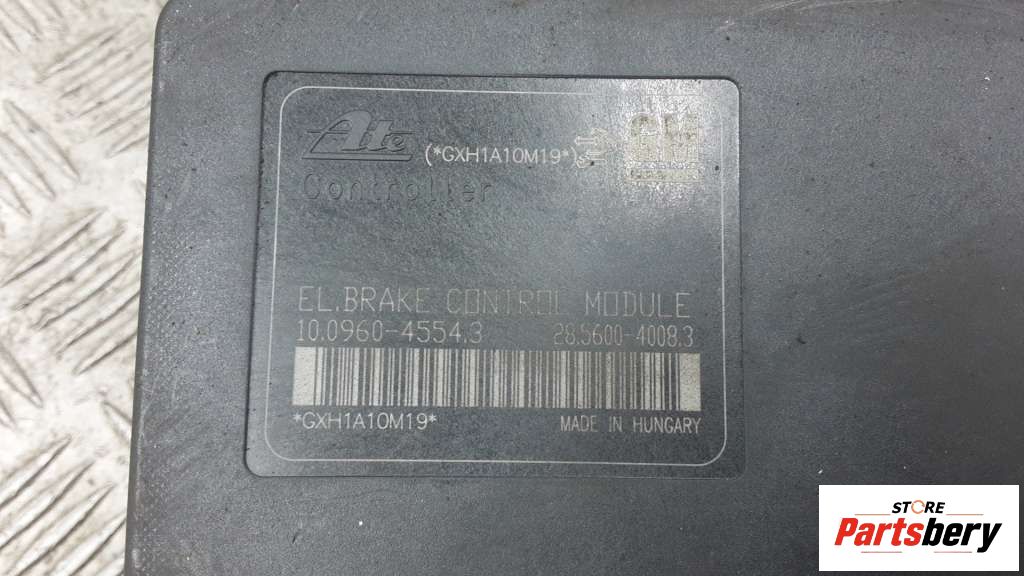 Ate (*GXH1A10M19*) GM
Controller
EL.BRAKE CONTROL MODULE
10.0960-4554.3 28.5600-4008.3
*GXH1A10M19* MADE IN HUNGARY
STORE
Partsbery